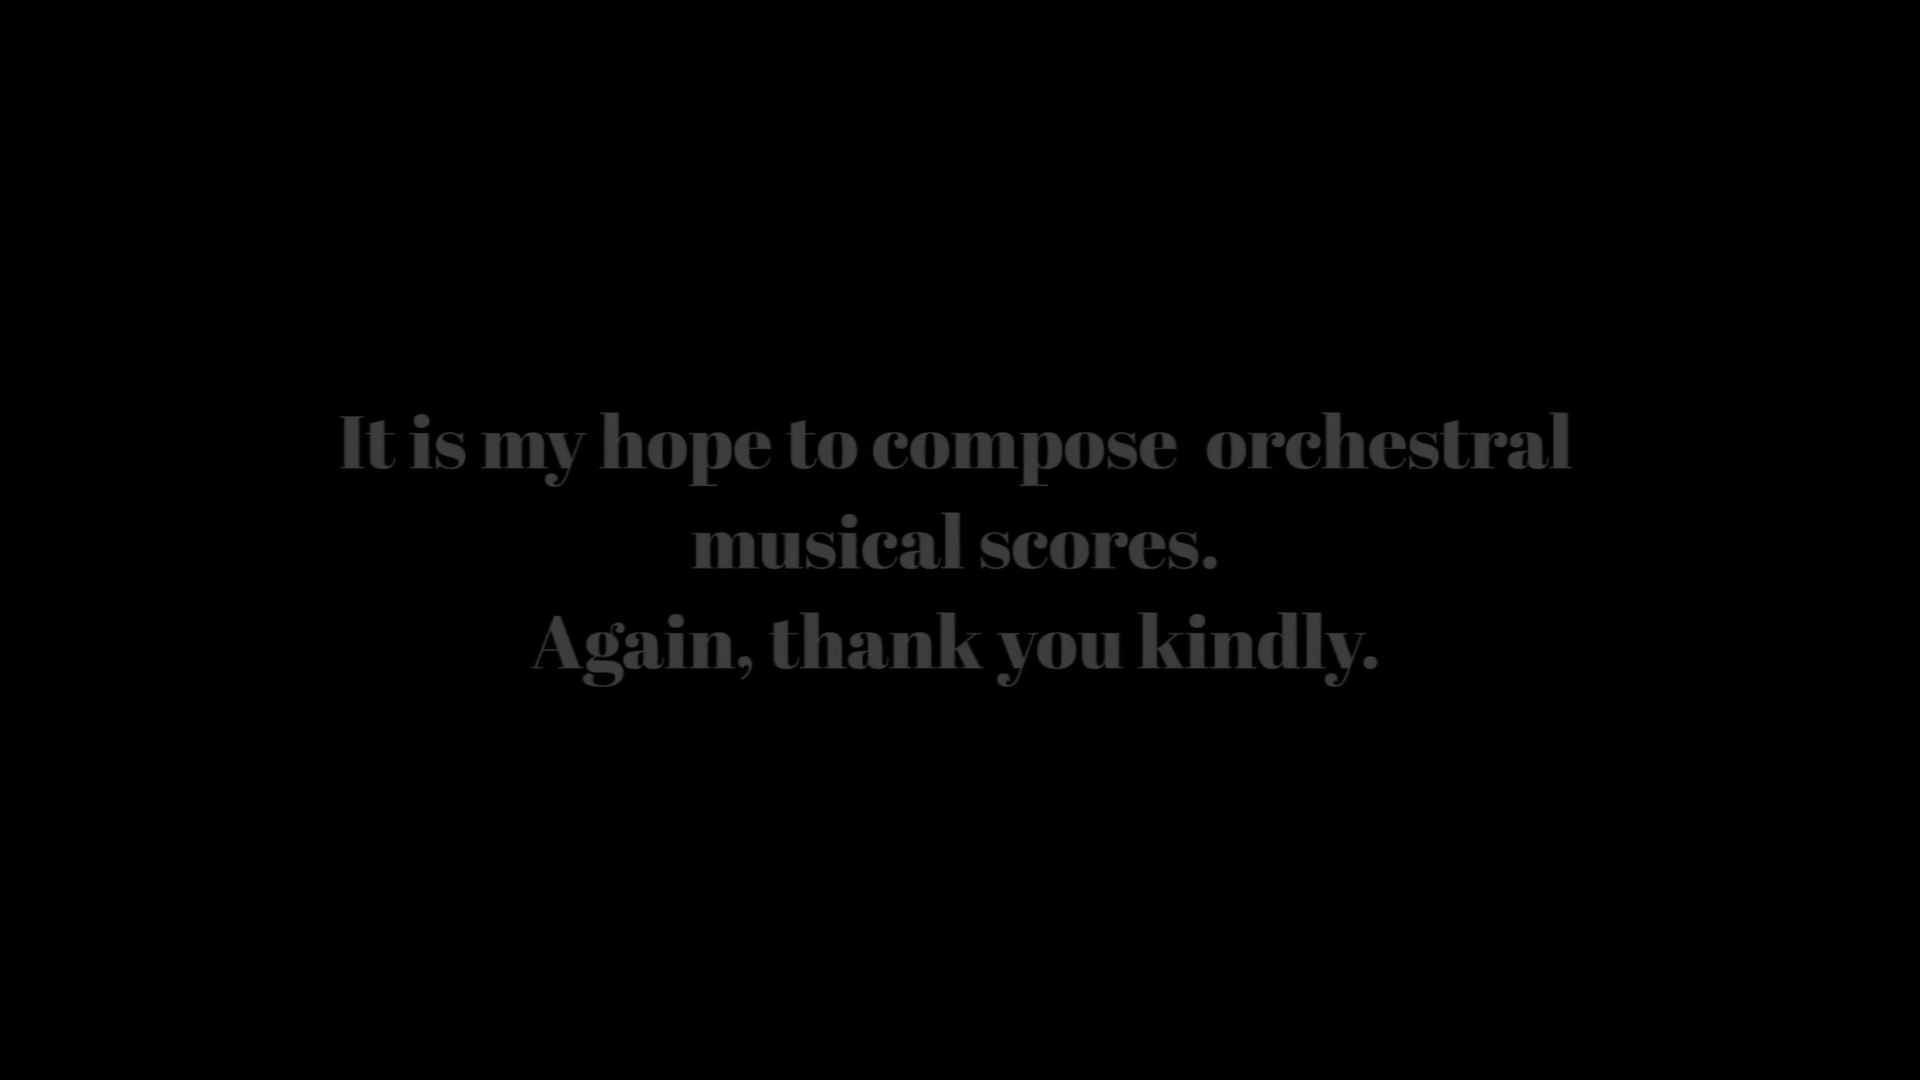 It is my hope to compose  orchestral
musical scores.
Again, thank you kindly.